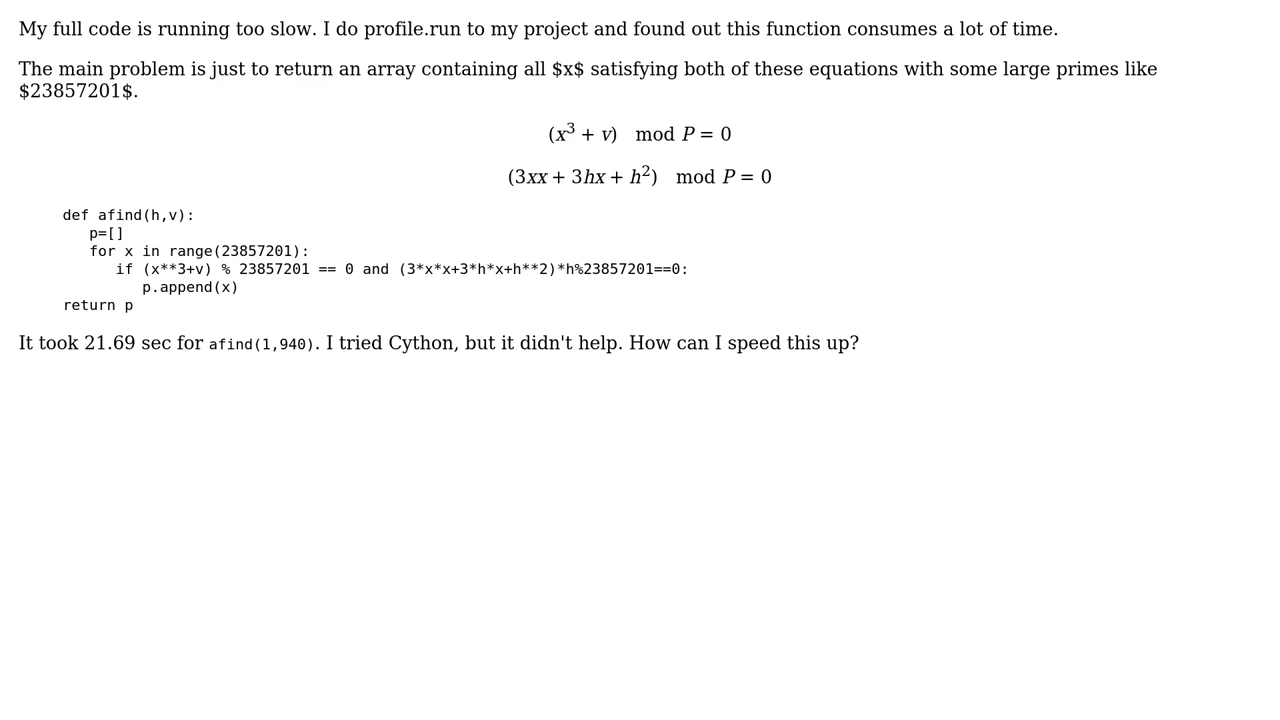 My full code is running too slow. I do profile.run to my project and found out this function consumes a lot of time.
The main problem is just to return an array containing all $x$ satisfying both of these equations with some large primes like
$23857201$.
(x³ + v) mod P = 0
(3xx + 3hx + h²) mod P = 0
def afind(h,v):
   p=[]
   for x in range(23857201):
      if (x**3+v) % 23857201 == 0 and (3*x*x+3*h*x+h**2)*h%23857201==0:
         p.append(x)
return p
It took 21.69 sec for afind(1,940). I tried Cython, but it didn't help. How can I speed this up?